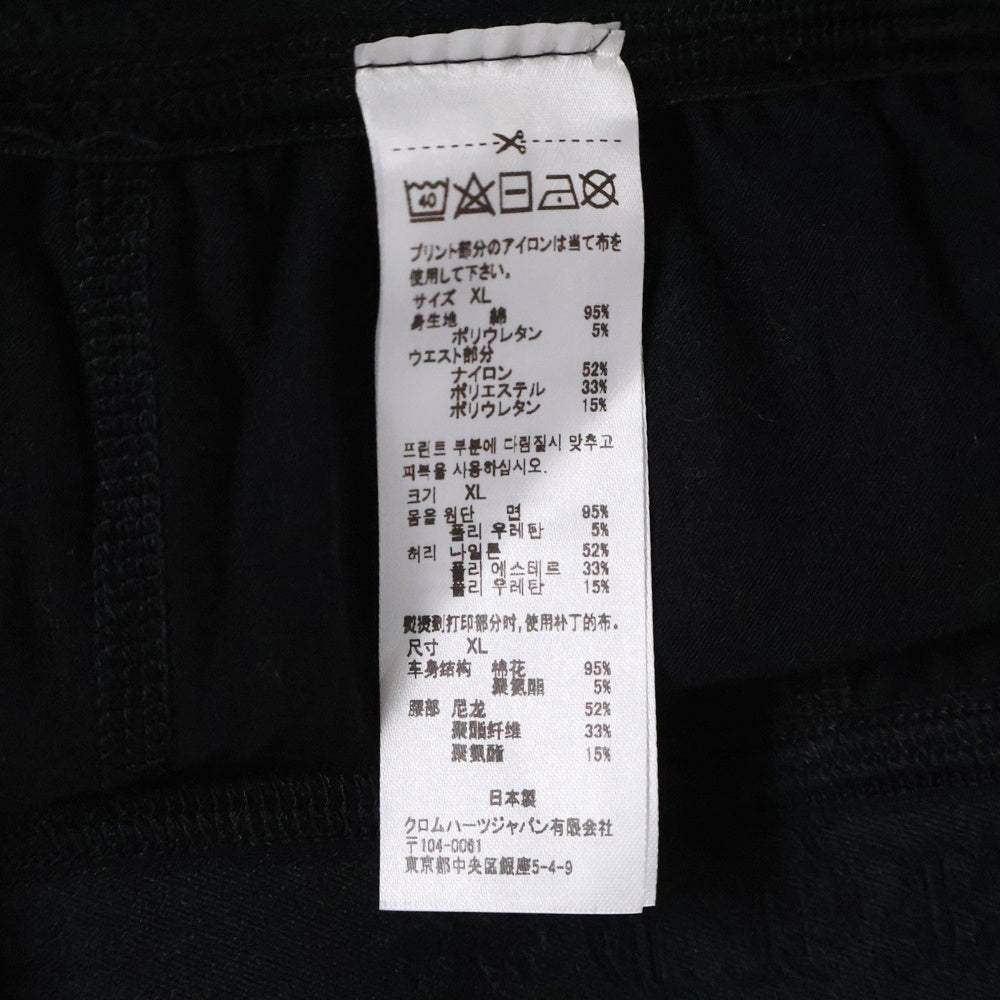 40
プリント部分のアイロンは当て布を
使用して下さい。
サイズ XL
身生地 綿 95%
ポリウレタン 5%
ウエスト部分
ナイロン 52%
ポリエステル 33%
ポリウレタン 15%
프린트 부분에 다림질시 맞추고
피복을 사용하십시오.
크기 XL
몸을 원단 면 95%
폴리 우레탄 5%
허리 나일론 52%
폴리 에스테르 33%
폴리 우레탄 15%
熨烫到打印部分时,使用补丁的布。
尺寸 XL
车身结构 棉花 95%
聚氨酯 5%
腰部 尼龙 52%
聚酯纤维 33%
聚氨酯 15%
日本製
クロムハーツジャパン有限会社
〒104-0061
東京都中央区銀座5-4-9